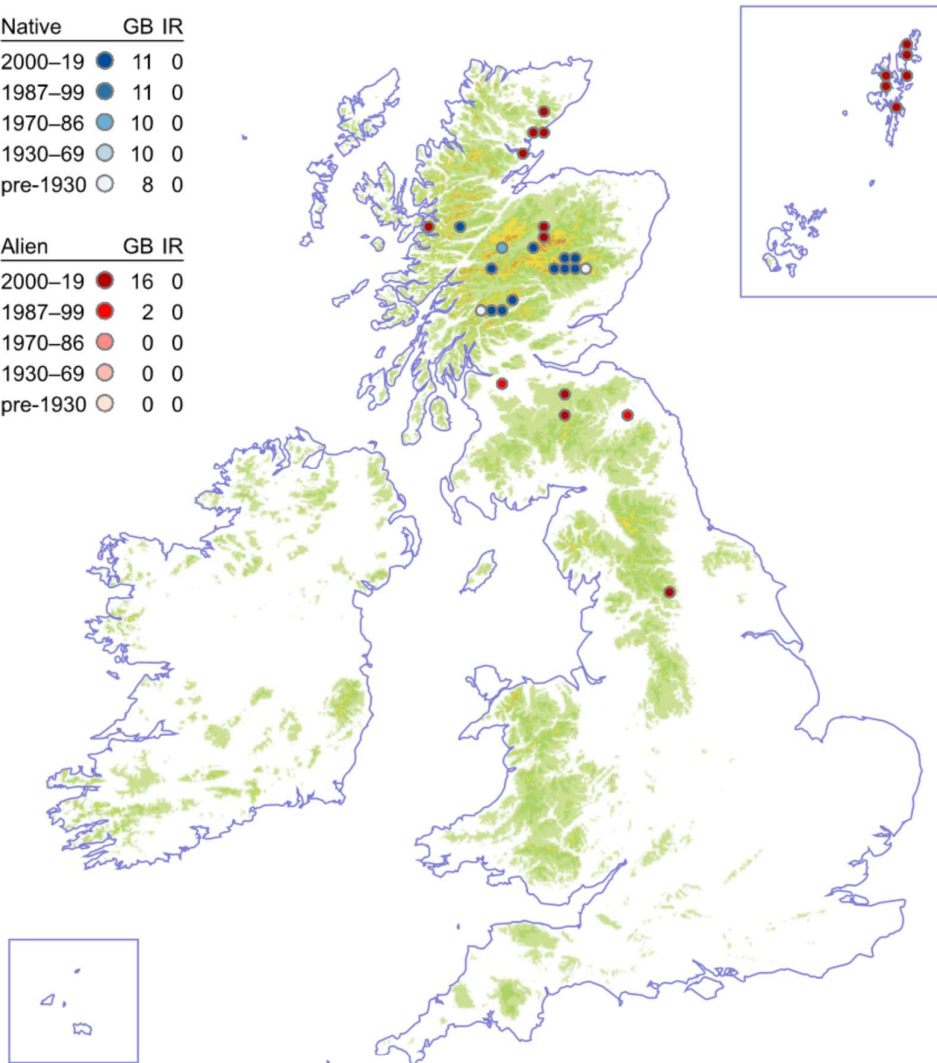 Native GB IR
2000–19 11 0
1987–99 11 0
1970–86 10 0
1930–69 10 0
pre-1930 8 0
Alien GB IR
2000–19 16 0
1987–99 2 0
1970–86 0 0
1930–69 0 0
pre-1930 0 0